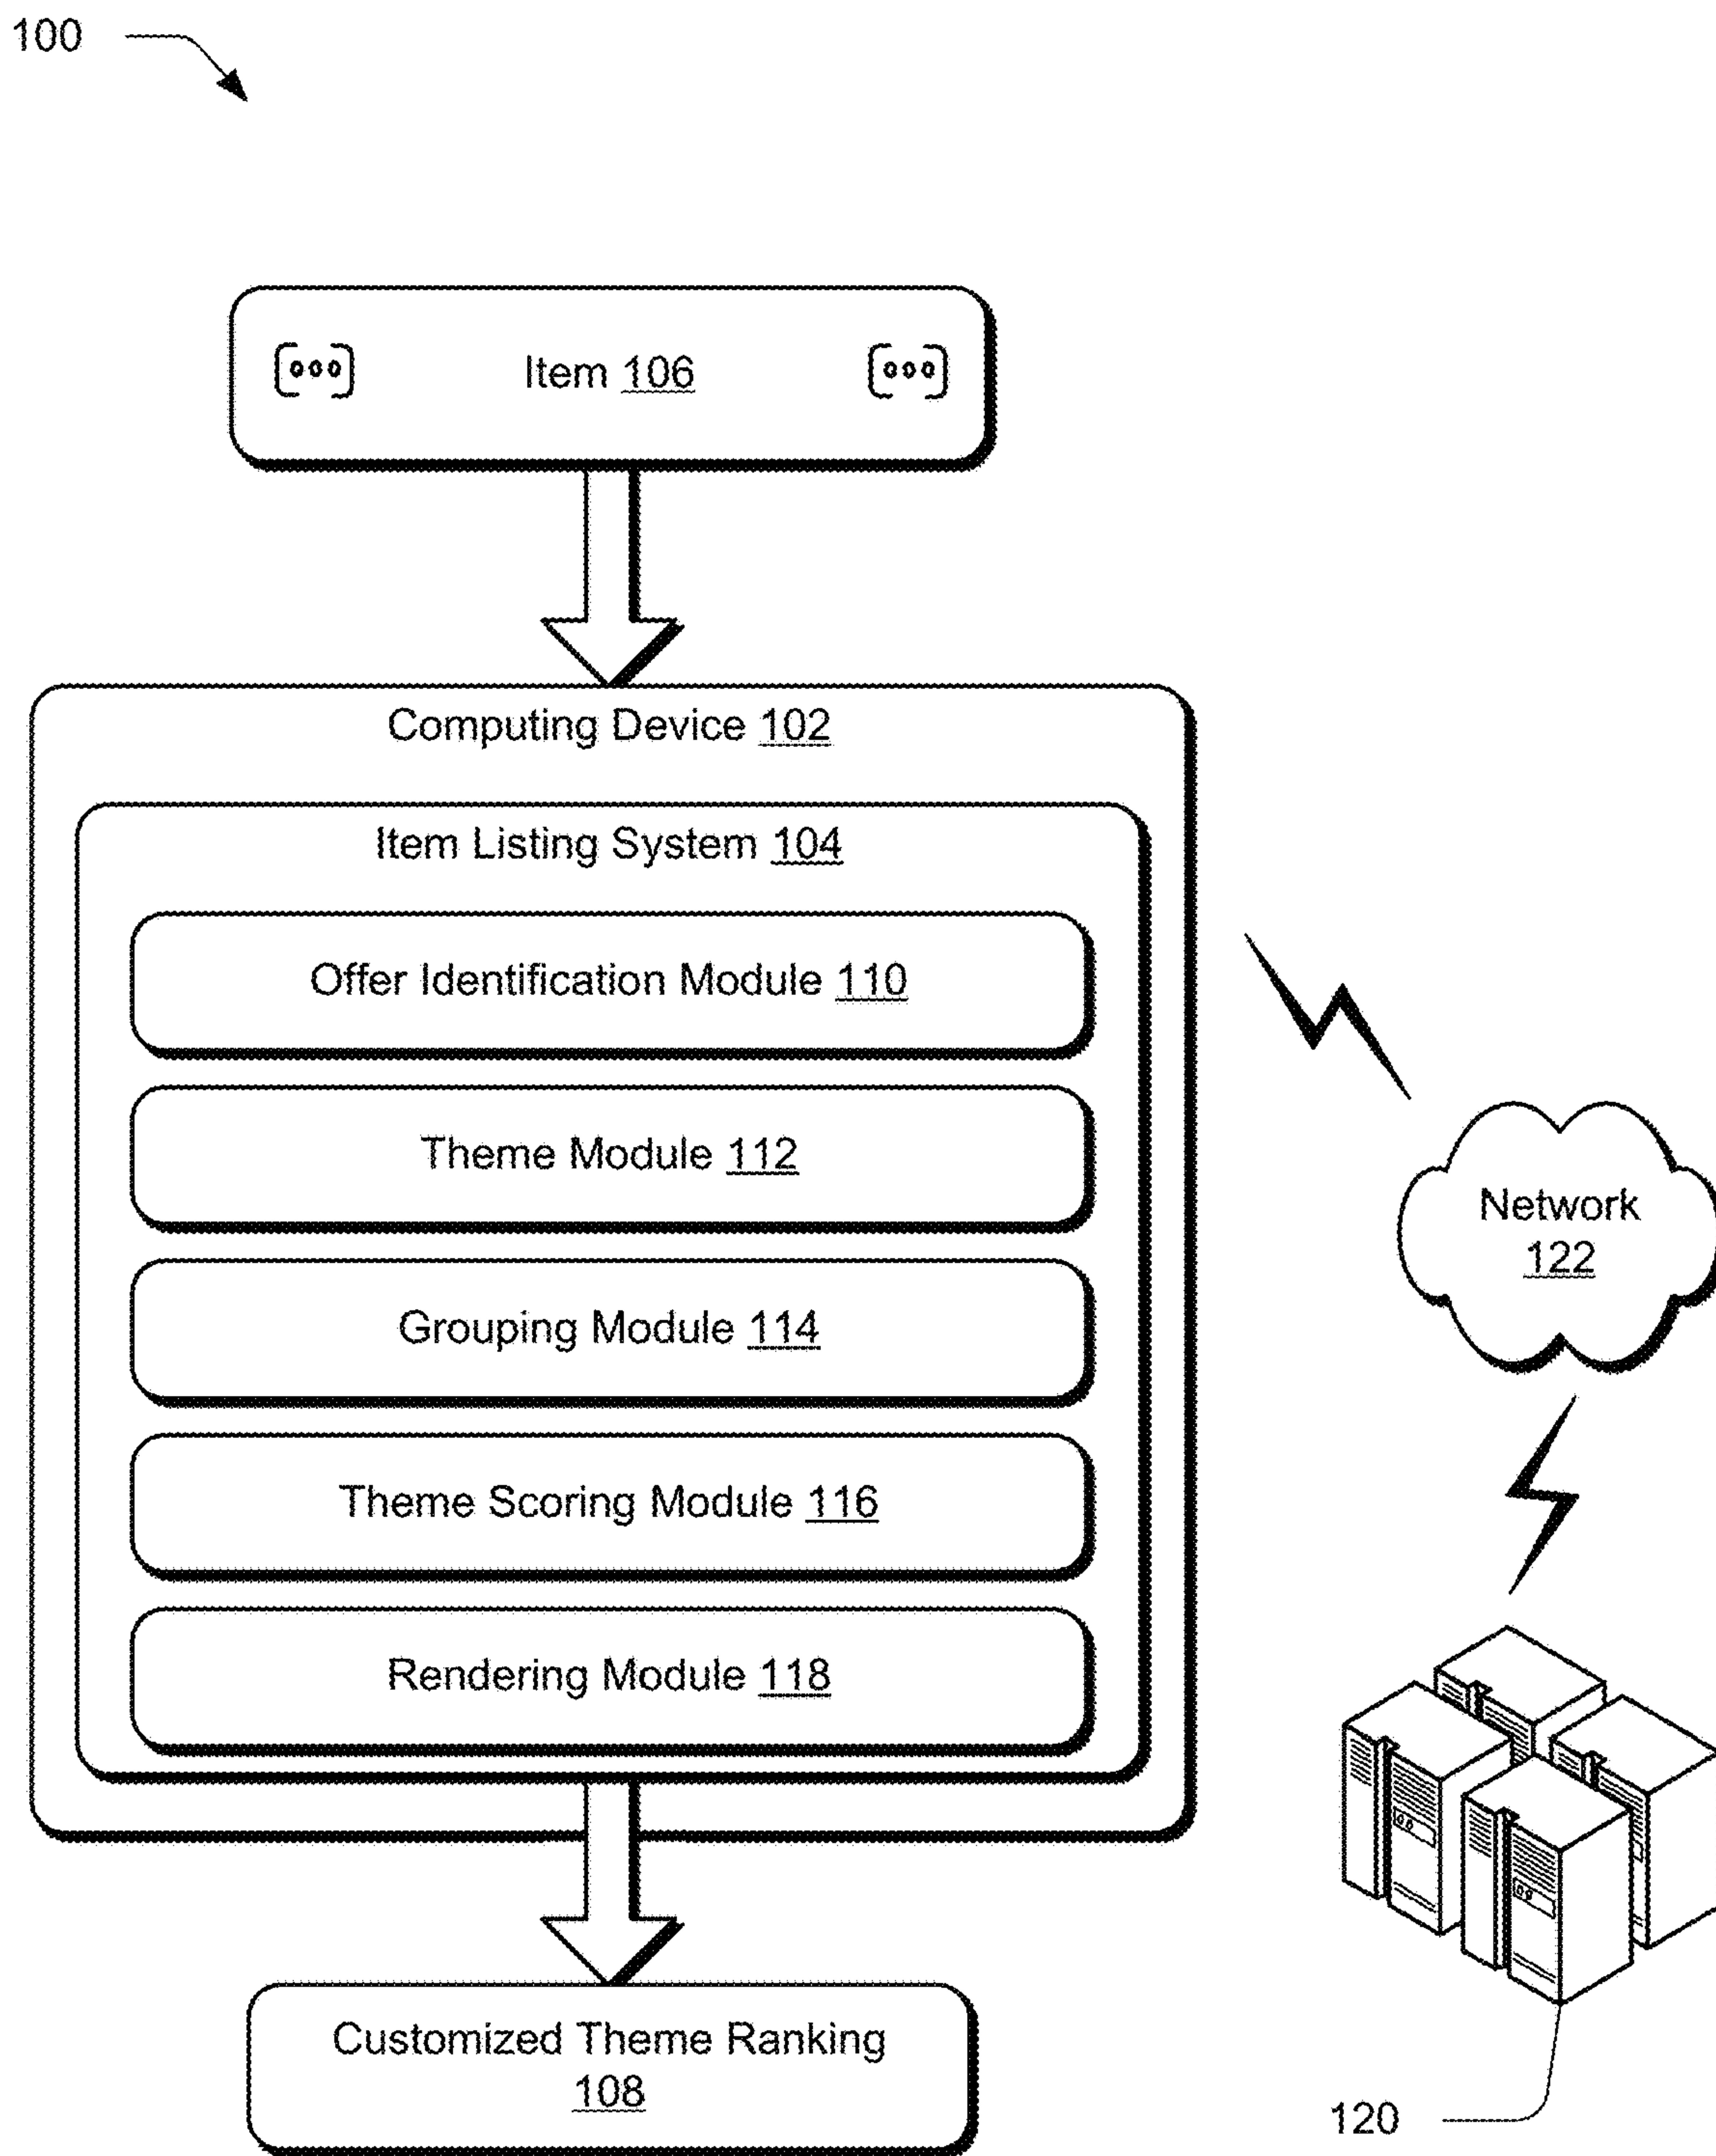 100
Item 106
Computing Device 102
Item Listing System 104
Offer Identification Module 110
Theme Module 112
Grouping Module 114
Theme Scoring Module 116
Rendering Module 118
Network
122
Customized Theme Ranking
108
120